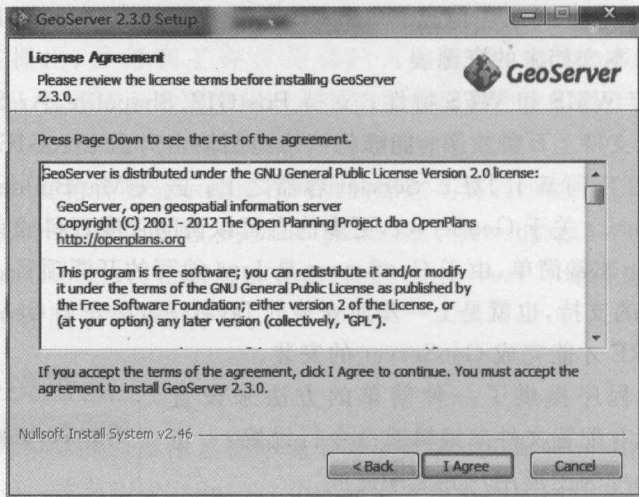 GeoServer 2.3.0 Setup
License Agreement
Please review the license terms before installing GeoServer
2.3.0.
GeoServer
Press Page Down to see the rest of the agreement.
GeoServer is distributed under the GNU General Public License Version 2.0 license:
GeoServer, open geospatial information server
Copyright (C) 2001 - 2012 The Open Planning Project dba OpenPlans
http://openplans.org
This program is free software; you can redistribute it and/or modify
it under the terms of the GNU General Public License as published by
the Free Software Foundation; either version 2 of the License, or
(at your option) any later version (collectively, "GPL").
If you accept the terms of the agreement, click I Agree to continue. You must accept the
agreement to install GeoServer 2.3.0.
Nullsoft Install System v2.46
< Back
I Agree
Cancel